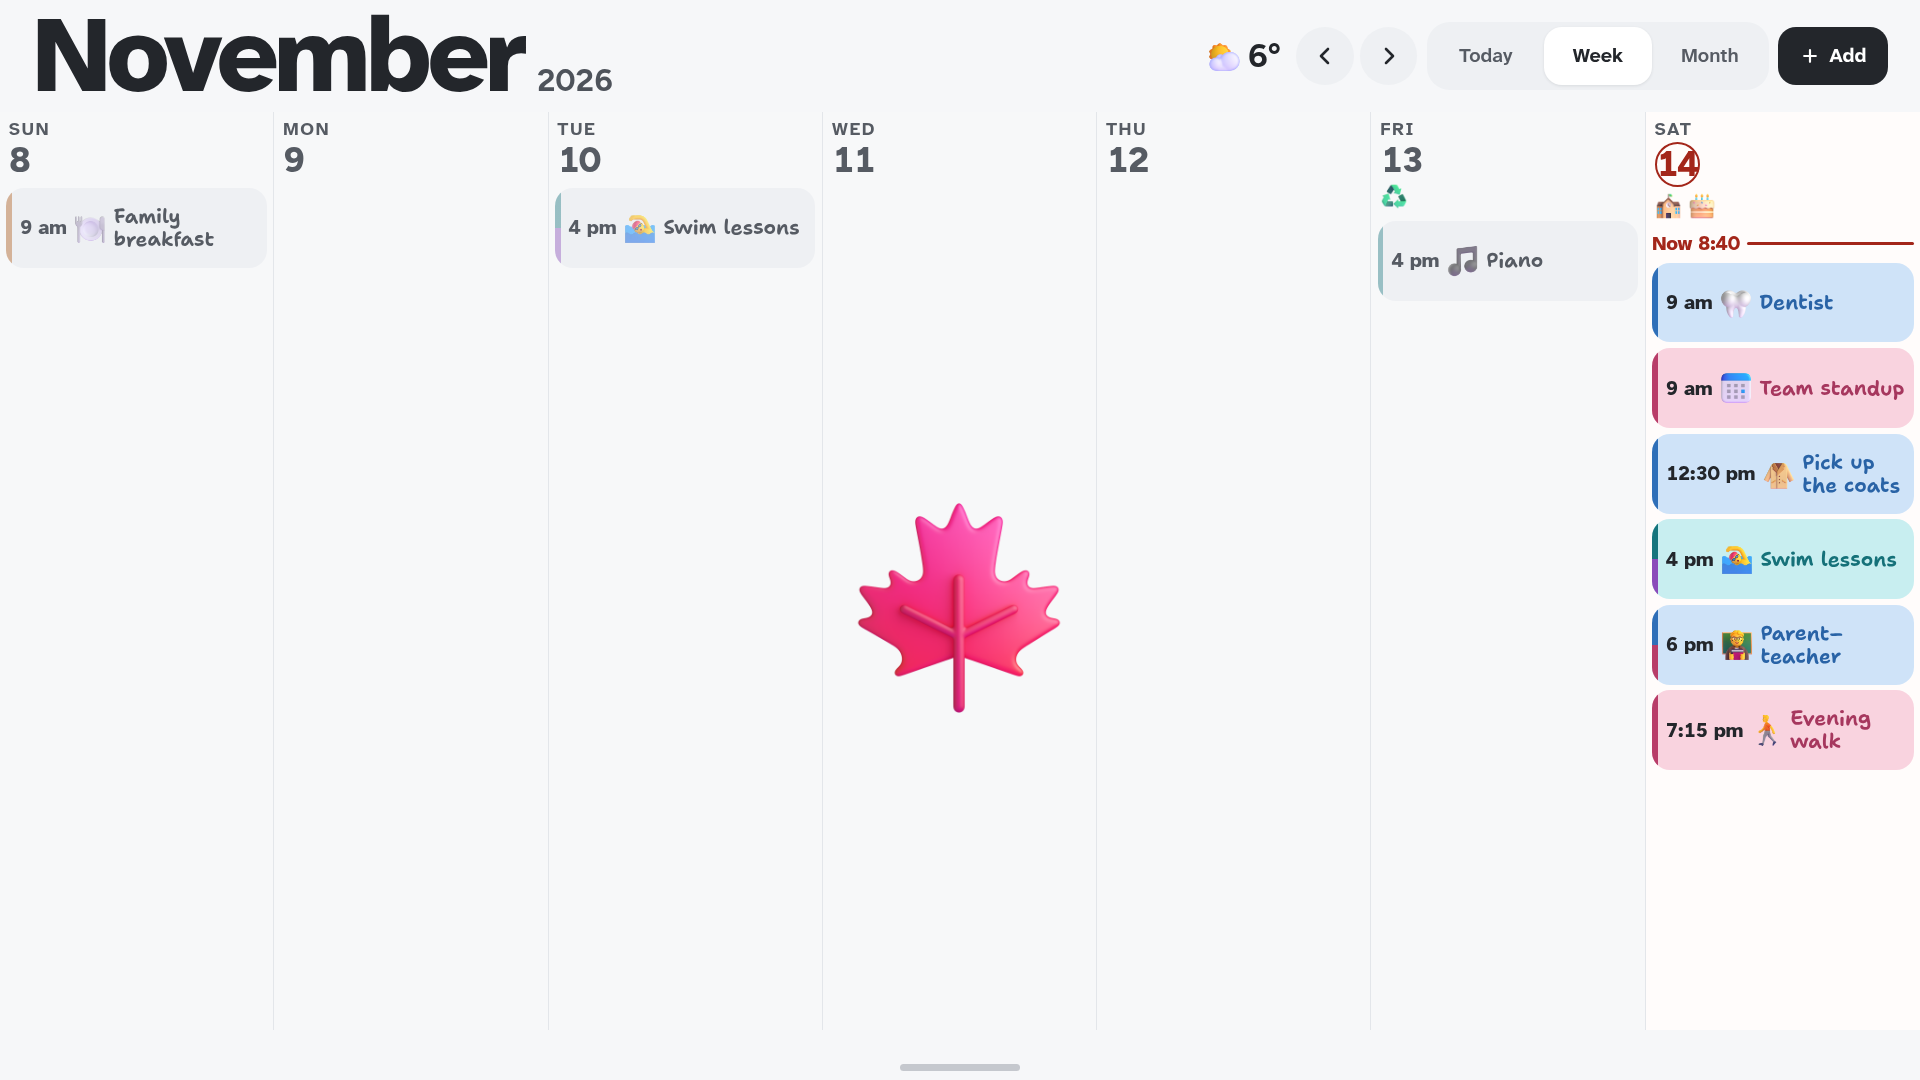 November 2026
6°
Today
Week
Month
+ Add
SUN
8
9 am Family
breakfast
MON
9
TUE
10
4 pm Swim lessons
WED
11
THU
12
FRI
13
4 pm Piano
SAT
14
Now 8:40
9 am Dentist
9 am Team standup
12:30 pm Pick up
the coats
4 pm Swim lessons
6 pm Parent–
teacher
7:15 pm Evening
walk